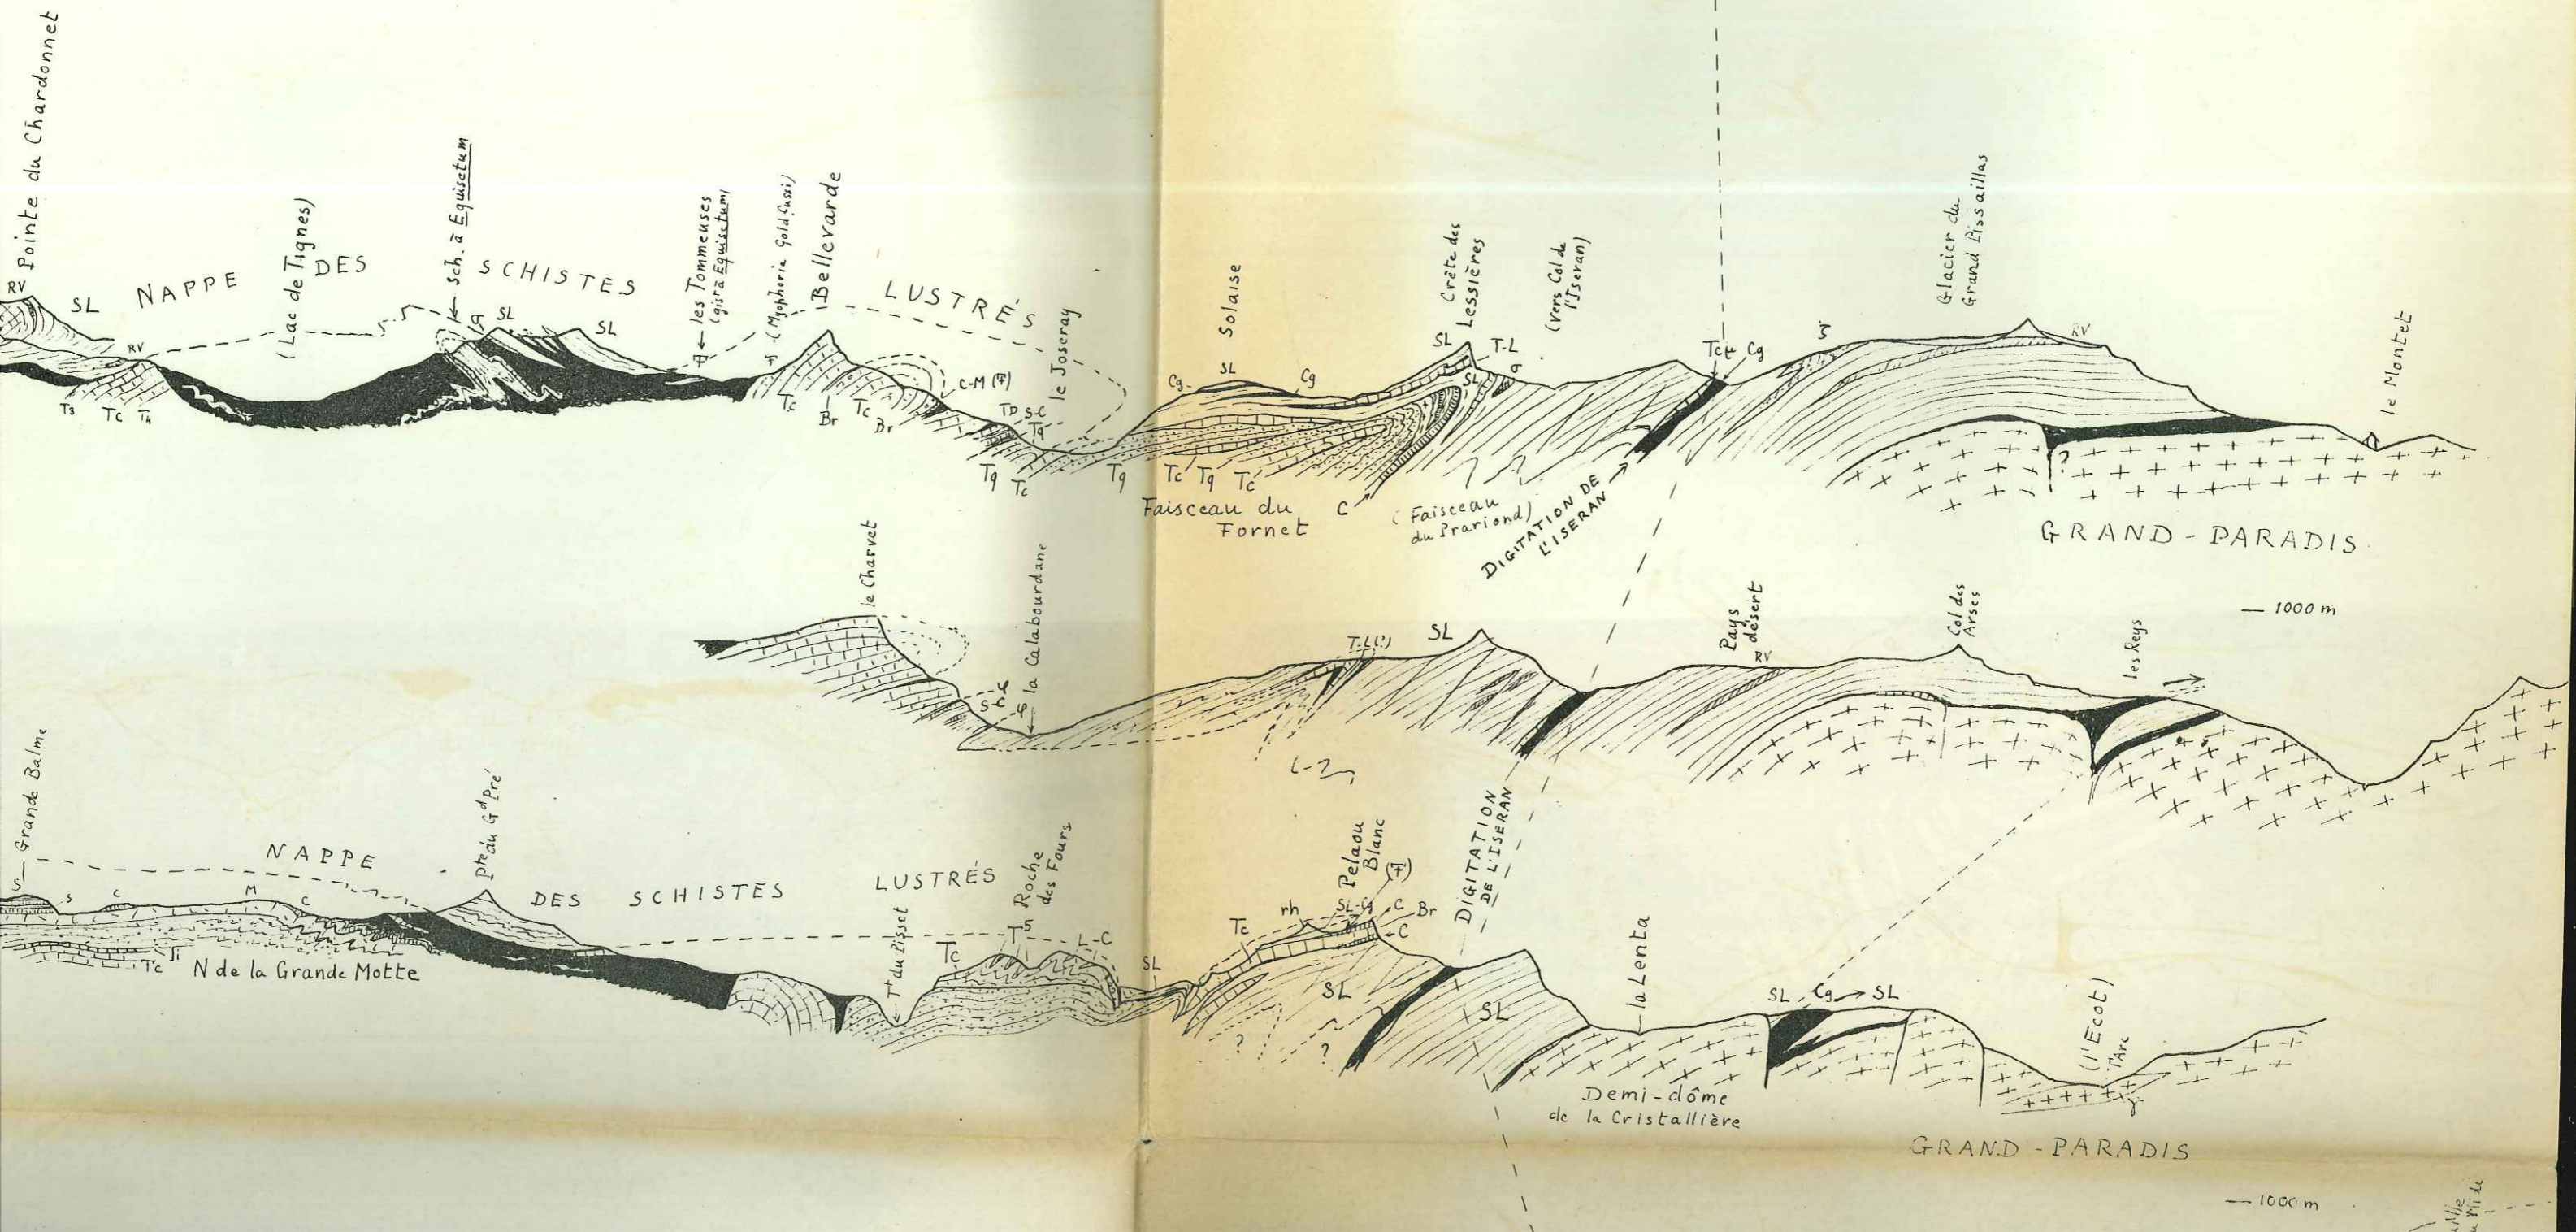 Pointe du Chardonnet
RV
SL
NAPPE DES SCHISTES LUSTRÉS
(Lac de Tignes)
RV
T3
Tc
Sch. à Equisetum
SL
SL
les Tommeuses
(gist à Equisetum)
(Myophoria Goldfussi)
Bellevarde
Tc
Br
Tc
Br
C-M (F)
TD
S-C
Tq
le Joseray
Tq
Tc
Tq
Solaise
Cg
SL
Cg
Tc
Tq
Tc
Faisceau du
Fornet
C
Crête des
Lessières
SL
T-L
SL
(vers Col de
l'Iseran)
(Faisceau
du Prariond)
DIGITATION DE
L'ISERAN
Cg
Glacier du
Grand Pissaillas
RV
?
le Montet
GRAND-PARADIS
— 1000 m
le Charvet
S-C
la Calabourdane
T-L(?)
SL
Pays
désert
RV
Col des
Arses
les Reys
DIGITATION
DE L'ISERAN
Grande Balme
S
S
C
M
C
Tc
N de la Grande Motte
NAPPE DES SCHISTES LUSTRÉS
Pte du Gd Pré
Tt du Pisset
Tc
TS
Roche
des Fours
L-C
SL
Tc
rh
SL-Cg
C
Br
C
Pelaou
Blanc
(F)
SL
?
?
SL
la Lenta
Demi-dôme
de la Cristallière
SL
Cg
SL
(l'Ecot)
l'Arc
γ
GRAND-PARADIS
— 1000 m